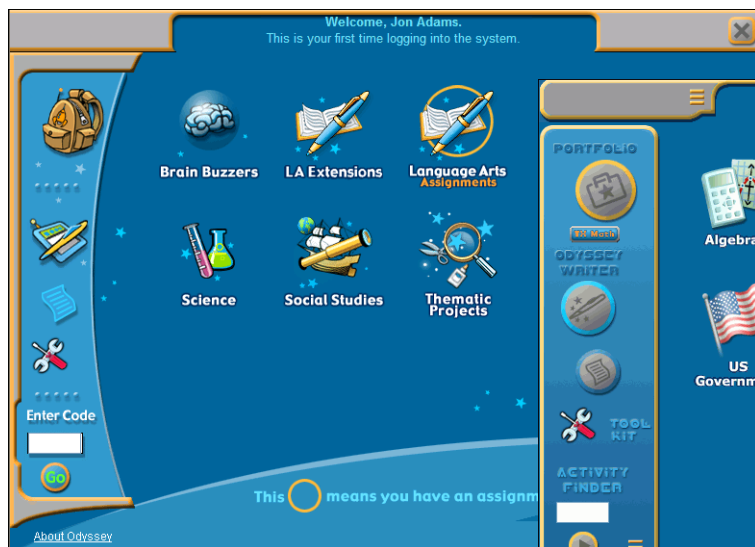 Welcome, Jon Adams.
This is your first time logging into the system.
Brain Buzzers
LA Extensions
Language Arts
Assignments
Science
Social Studies
Thematic
Projects
Enter Code
Go
This means you have an assignm
About Odyssey
PORTFOLIO
ODYSSEY
WRITER
TOOL
KIT
ACTIVITY
FINDER
Algebra
US
Governm